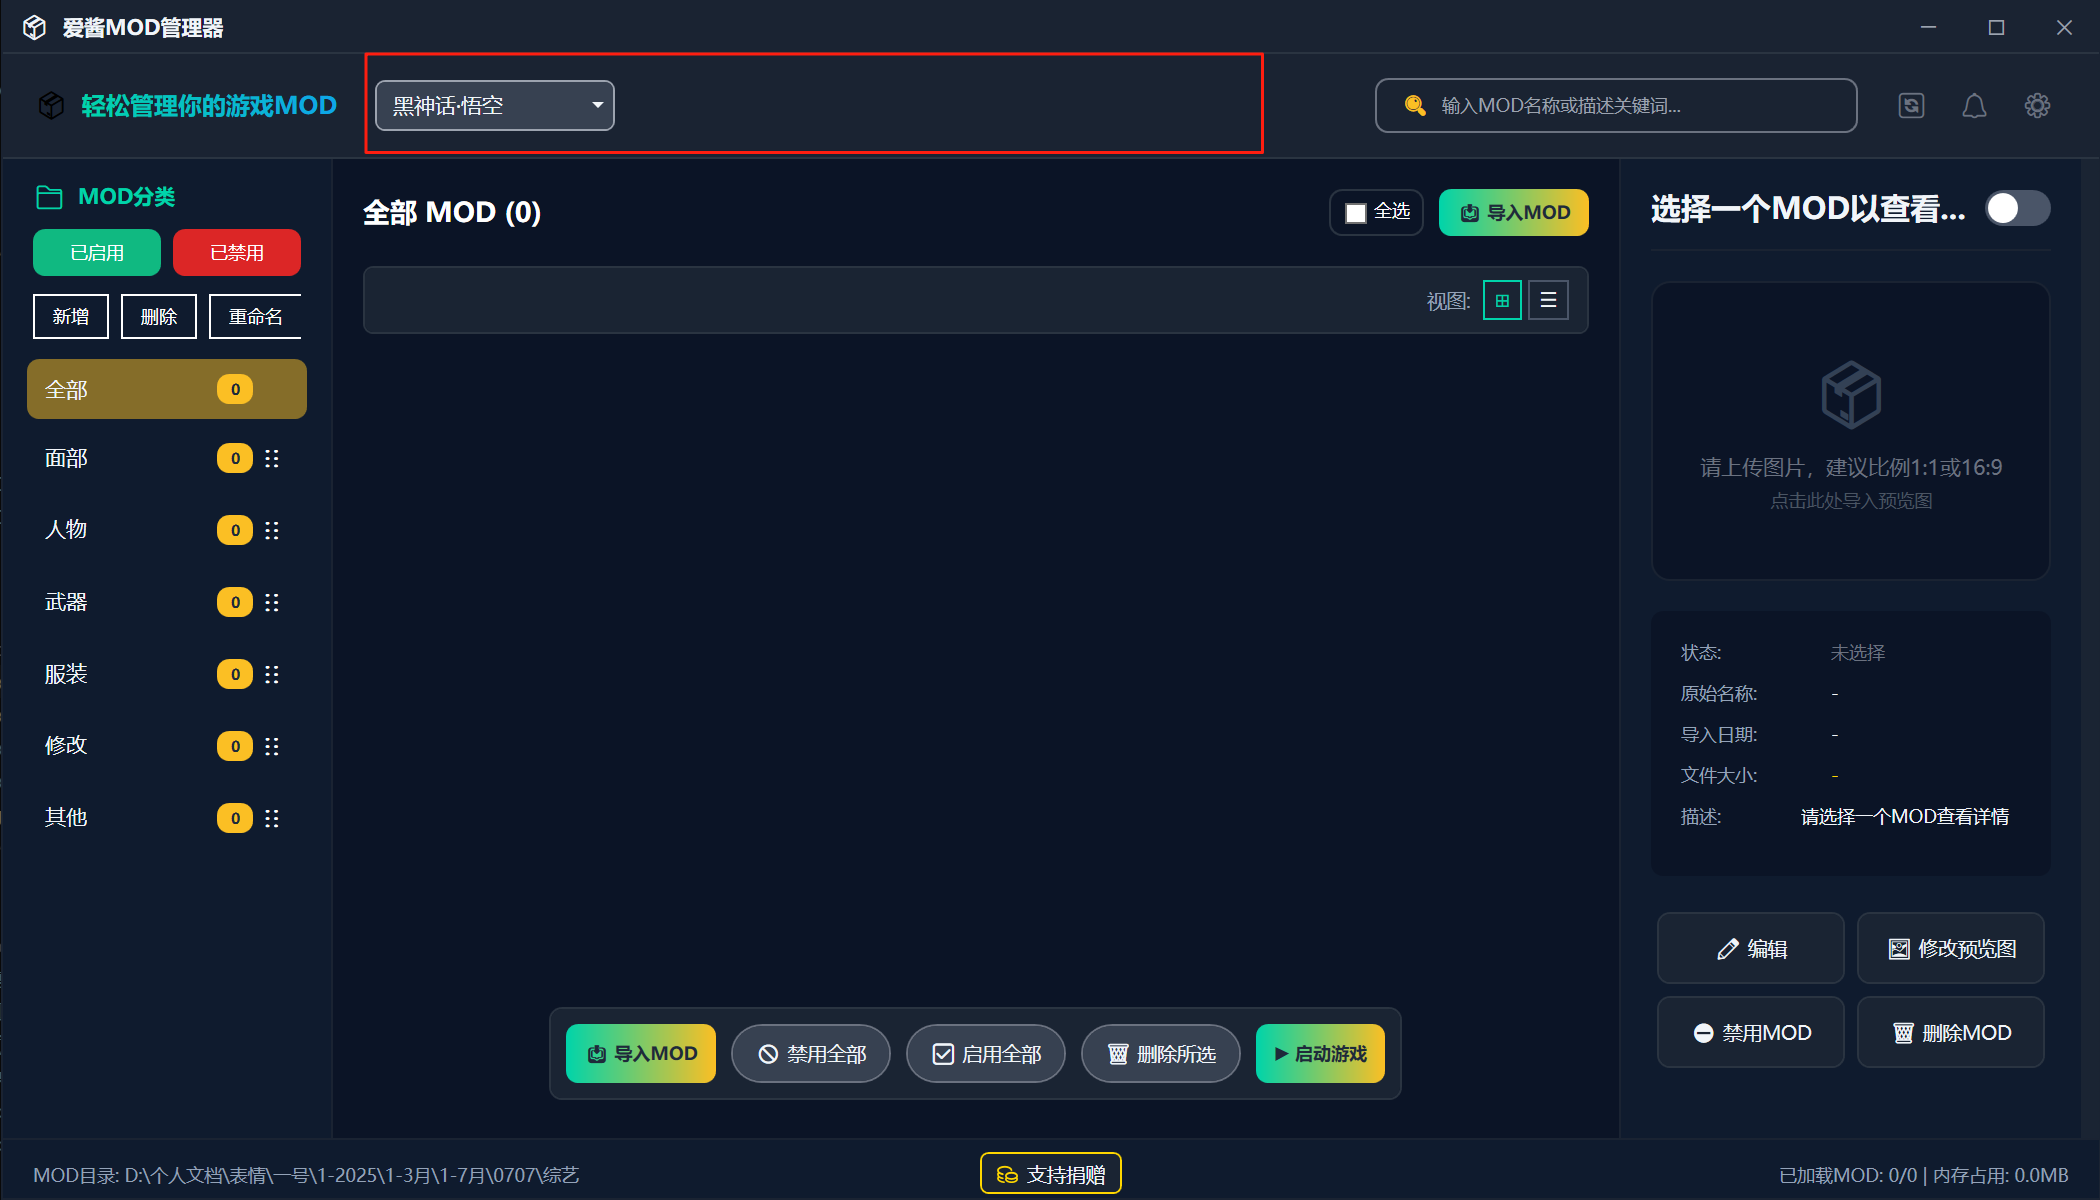 爱酱MOD管理器
轻松管理你的游戏MOD
黑神话·悟空
输入MOD名称或描述关键词...
MOD分类
已启用 已禁用
新增 删除 重命名
全部 0
面部 0
人物 0
武器 0
服装 0
修改 0
其他 0
全部 MOD (0)
全选
导入MOD
视图:
导入MOD 禁用全部 启用全部 删除所选 启动游戏
选择一个MOD以查看...
请上传图片，建议比例1:1或16:9
点击此处导入预览图
状态: 未选择
原始名称: -
导入日期: -
文件大小: -
描述: 请选择一个MOD查看详情
编辑 修改预览图
禁用MOD 删除MOD
MOD目录: D:\个人文档\表情\一号\1-2025\1-3月\1-7月\0707\综艺
支持捐赠
已加载MOD: 0/0 | 内存占用: 0.0MB